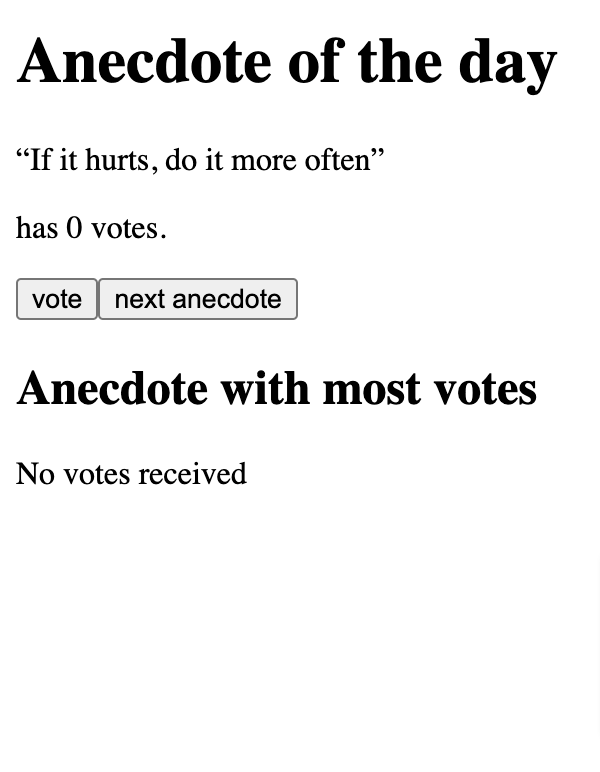 Anecdote of the day
“If it hurts, do it more often”
has 0 votes.
vote next anecdote
Anecdote with most votes
No votes received